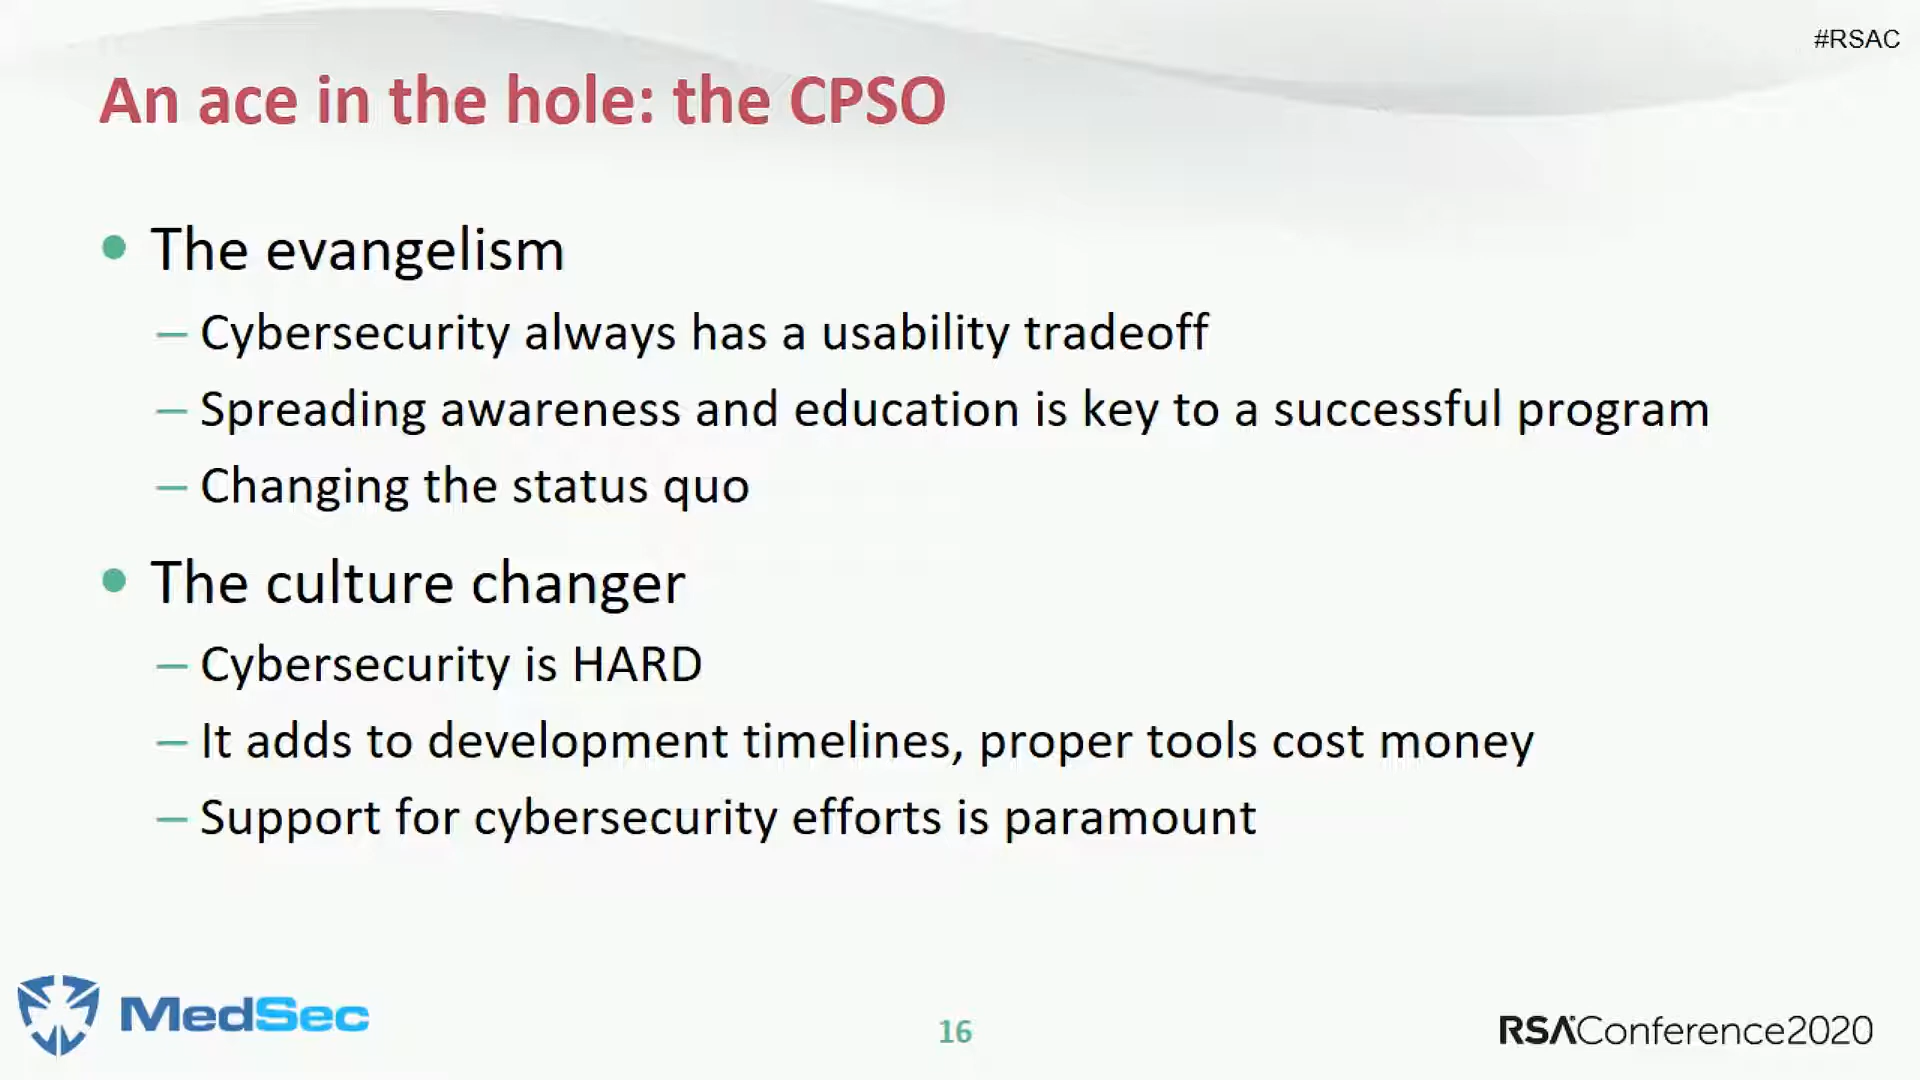 #RSAC
An ace in the hole: the CPSO
• The evangelism
– Cybersecurity always has a usability tradeoff
– Spreading awareness and education is key to a successful program
– Changing the status quo
• The culture changer
– Cybersecurity is HARD
– It adds to development timelines, proper tools cost money
– Support for cybersecurity efforts is paramount
MedSec
16
RSAConference2020